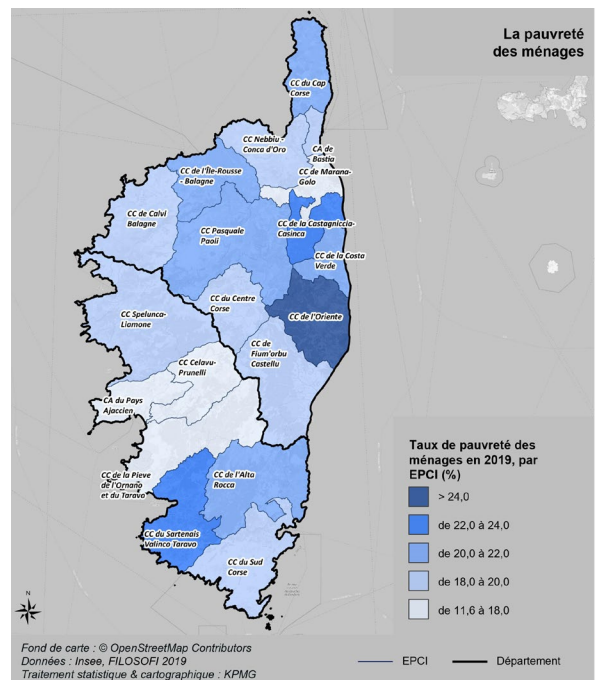 La pauvreté
des ménages
CC du Cap
Corse
CC Nebbiu -
Conca d'Oro
CA de
Bastia
CC de Marana-
Golo
CC de l'Île-Rousse
- Balagne
CC de Calvi
Balagne
CC Pasquale
Paoli
CC de la Castagniccia-
Casinca
CC de la Costa
Verde
CC du Centre
Corse
CC de l'Oriente
CC Spelunca-
Liamone
CC de
Fium'orbu
Castellu
CC Celavu-
Prunelli
CA du Pays
Ajaccien
CC de la Pieve
de l'Ornano
et du Taravo
CC de l'Alta
Rocca
CC du Sartenais
Valinco Taravo
CC du Sud
Corse
Taux de pauvreté des
ménages en 2019, par
EPCI (%)
> 24,0
de 22,0 à 24,0
de 20,0 à 22,0
de 18,0 à 20,0
de 11,6 à 18,0
N
Fond de carte : © OpenStreetMap Contributors
Données : Insee, FILOSOFI 2019
Traitement statistique & cartographique : KPMG
EPCI
Département